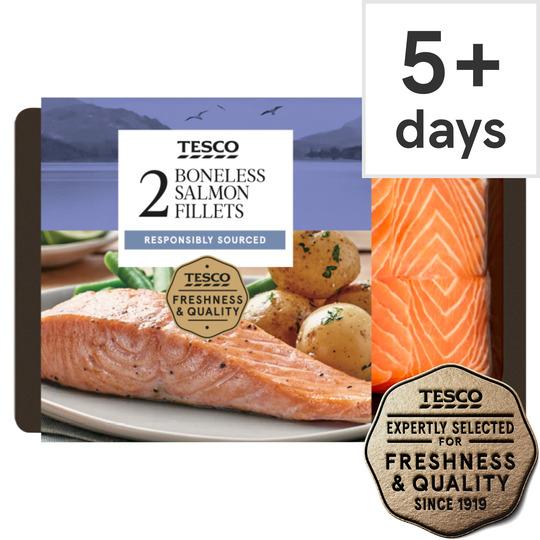 5+
days
TESCO
2 BONELESS
SALMON
FILLETS
RESPONSIBLY SOURCED
TESCO
FRESHNESS
& QUALITY
TESCO
EXPERTLY SELECTED
FOR
FRESHNESS
& QUALITY
SINCE 1919